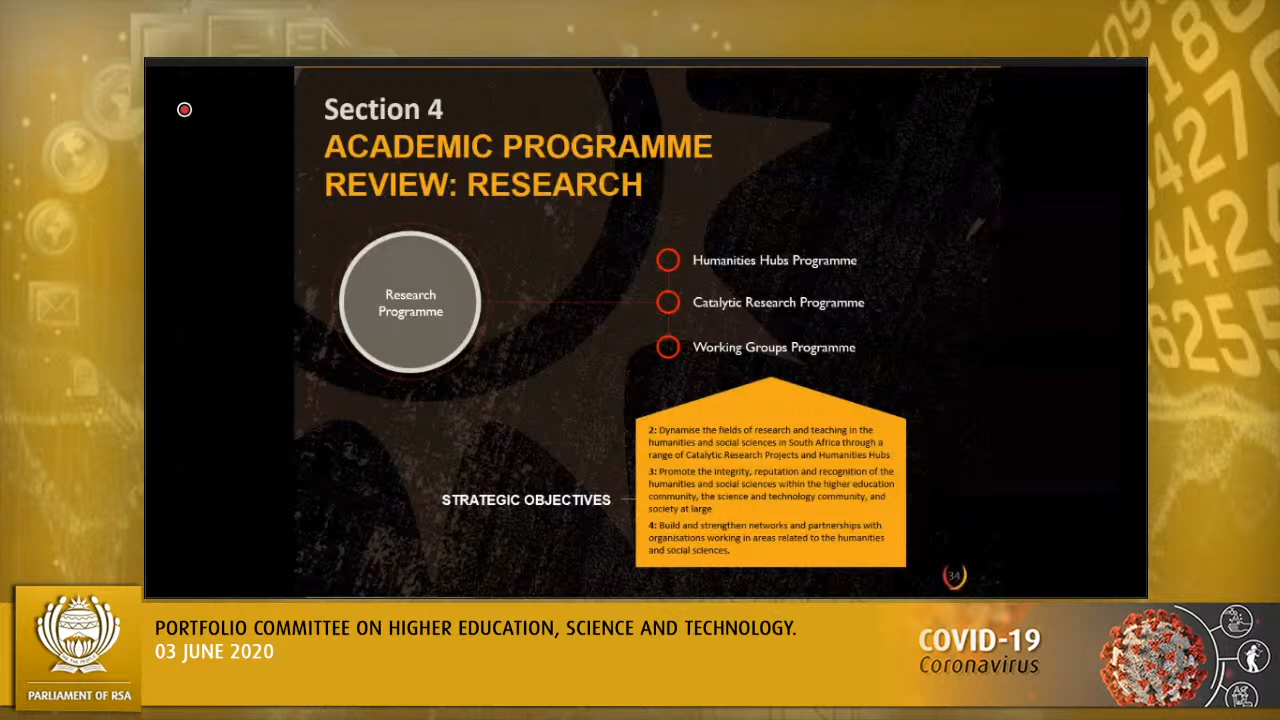 Section 4
ACADEMIC PROGRAMME
REVIEW: RESEARCH
Research
Programme
Humanities Hubs Programme
Catalytic Research Programme
Working Groups Programme
STRATEGIC OBJECTIVES
2: Dynamise the fields of research and teaching in the
humanities and social sciences in South Africa through a
range of Catalytic Research Projects and Humanities Hubs
3: Promote the integrity, reputation and recognition of the
humanities and social sciences within the higher education
community, the science and technology community, and
society at large
4: Build and strengthen networks and partnerships with
organisations working in areas related to the humanities
and social sciences.
34
PORTFOLIO COMMITTEE ON HIGHER EDUCATION, SCIENCE AND TECHNOLOGY.
03 JUNE 2020
PARLIAMENT OF RSA
COVID-19
Coronavirus